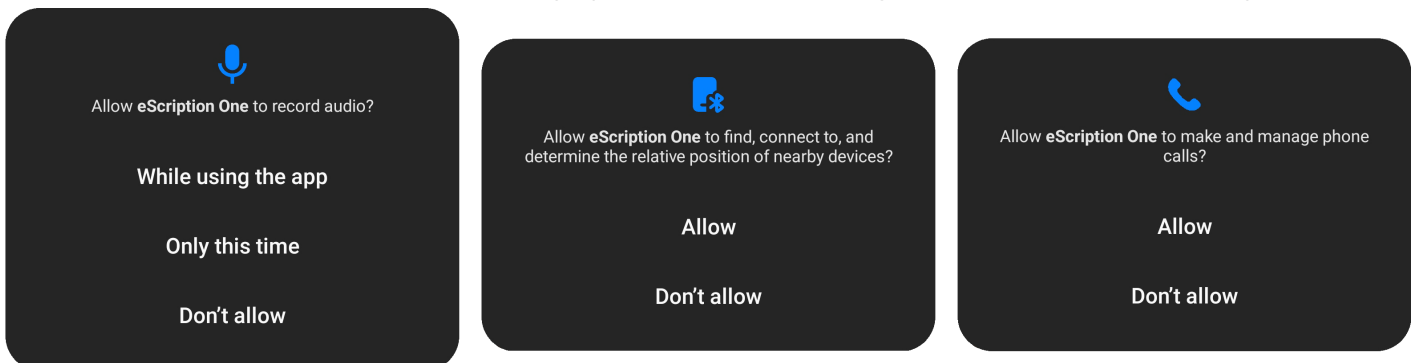 Allow eScription One to record audio?
While using the app
Only this time
Don’t allow
Allow eScription One to find, connect to, and
determine the relative position of nearby devices?
Allow
Don’t allow
Allow eScription One to make and manage phone
calls?
Allow
Don’t allow